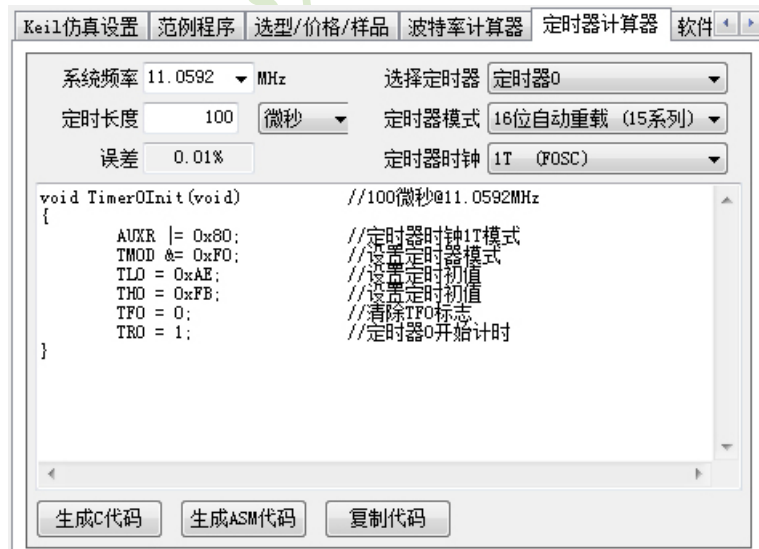 Keil仿真设置 范例程序 选型/价格/样品 波特率计算器 定时器计算器 软件
系统频率 11.0592 MHz 选择定时器 定时器0
定时长度 100 微秒 定时器模式 16位自动重载 (15系列)
误差 0.01% 定时器时钟 1T (FOSC)
void Timer0Init(void) //100微秒@11.0592MHz
{
AUXR |= 0x80; //定时器时钟1T模式
TMOD &= 0xF0; //设置定时器模式
TL0 = 0xAE; //设置定时初值
TH0 = 0xFB; //设置定时初值
TF0 = 0; //清除TF0标志
TR0 = 1; //定时器0开始计时
}
生成C代码 生成ASM代码 复制代码